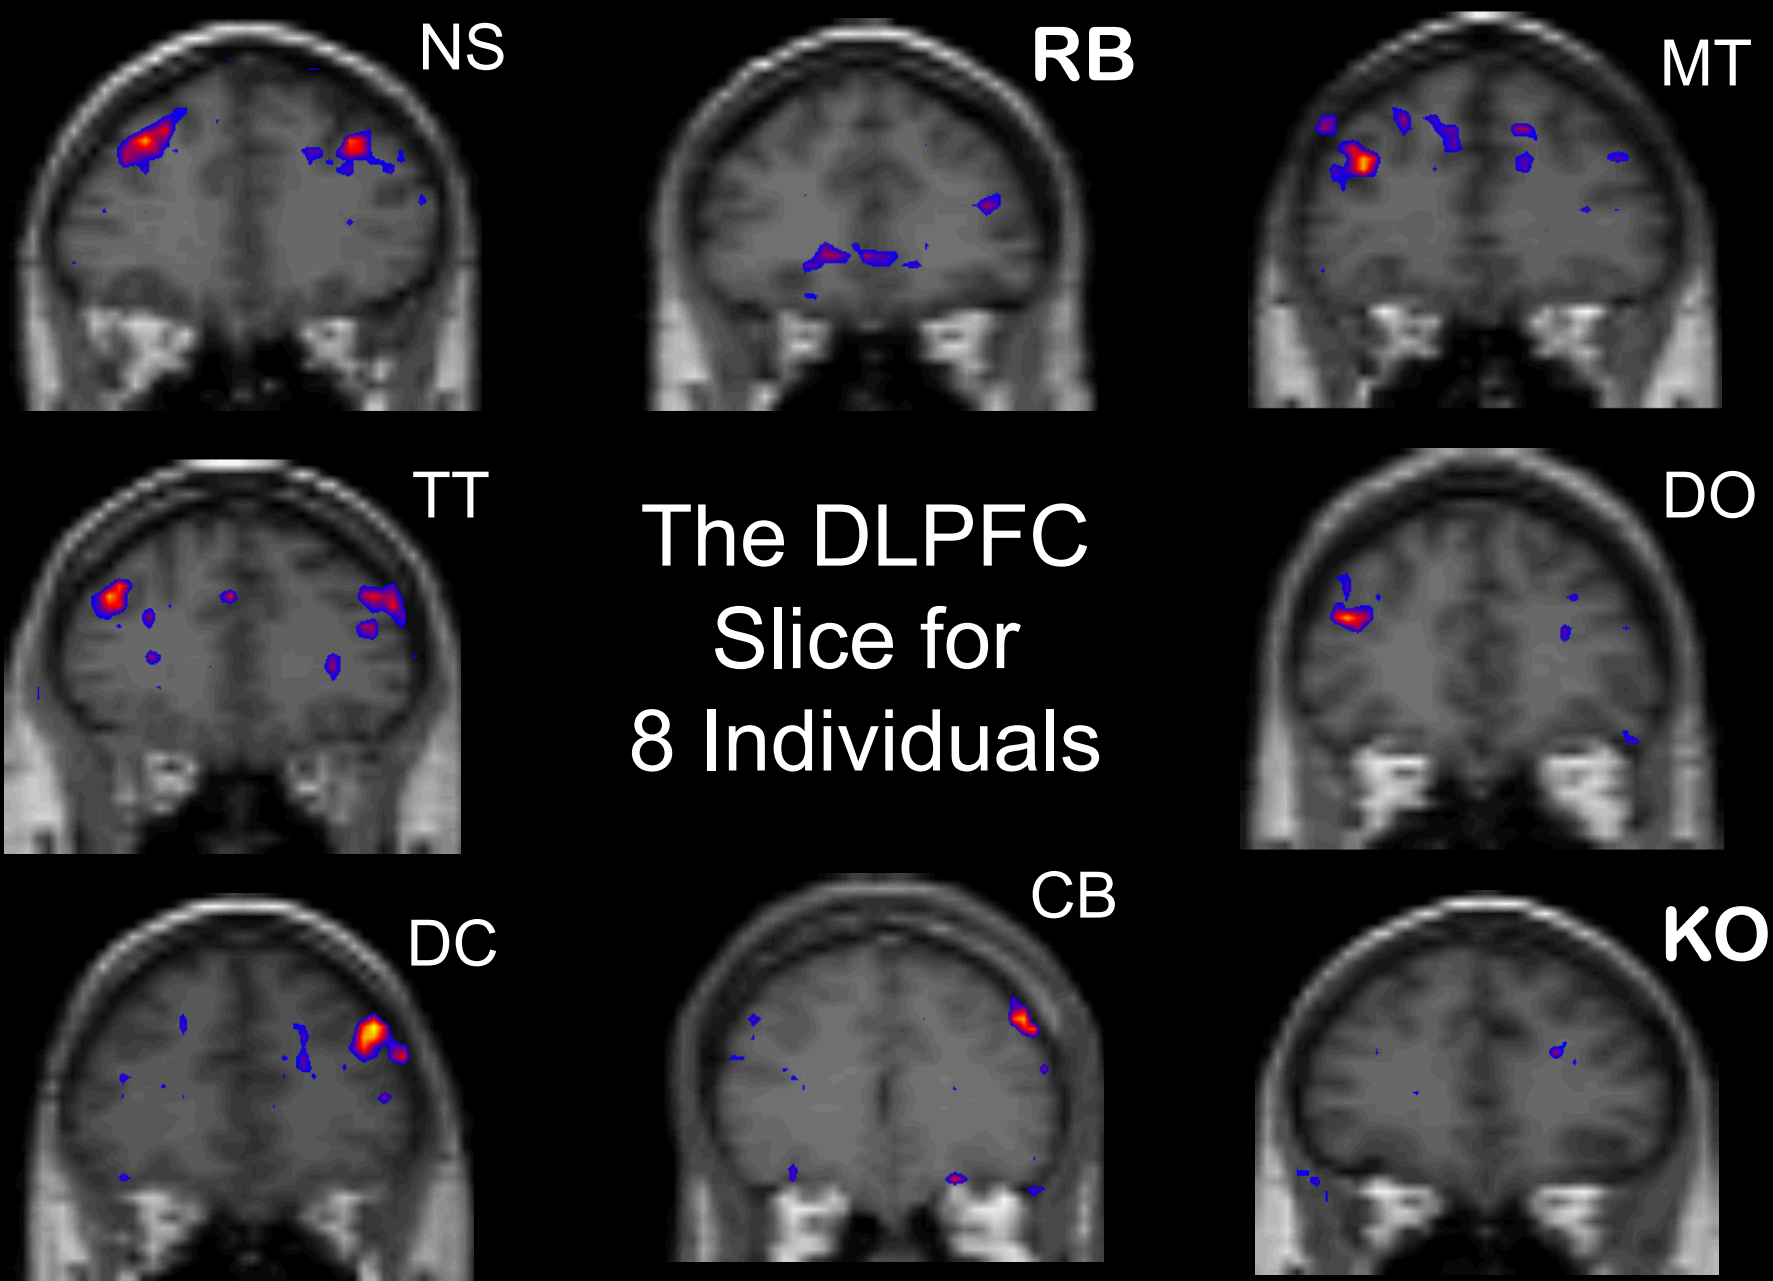 NS
RB
MT
TT
The DLPFC
Slice for
8 Individuals
DO
DC
CB
KO